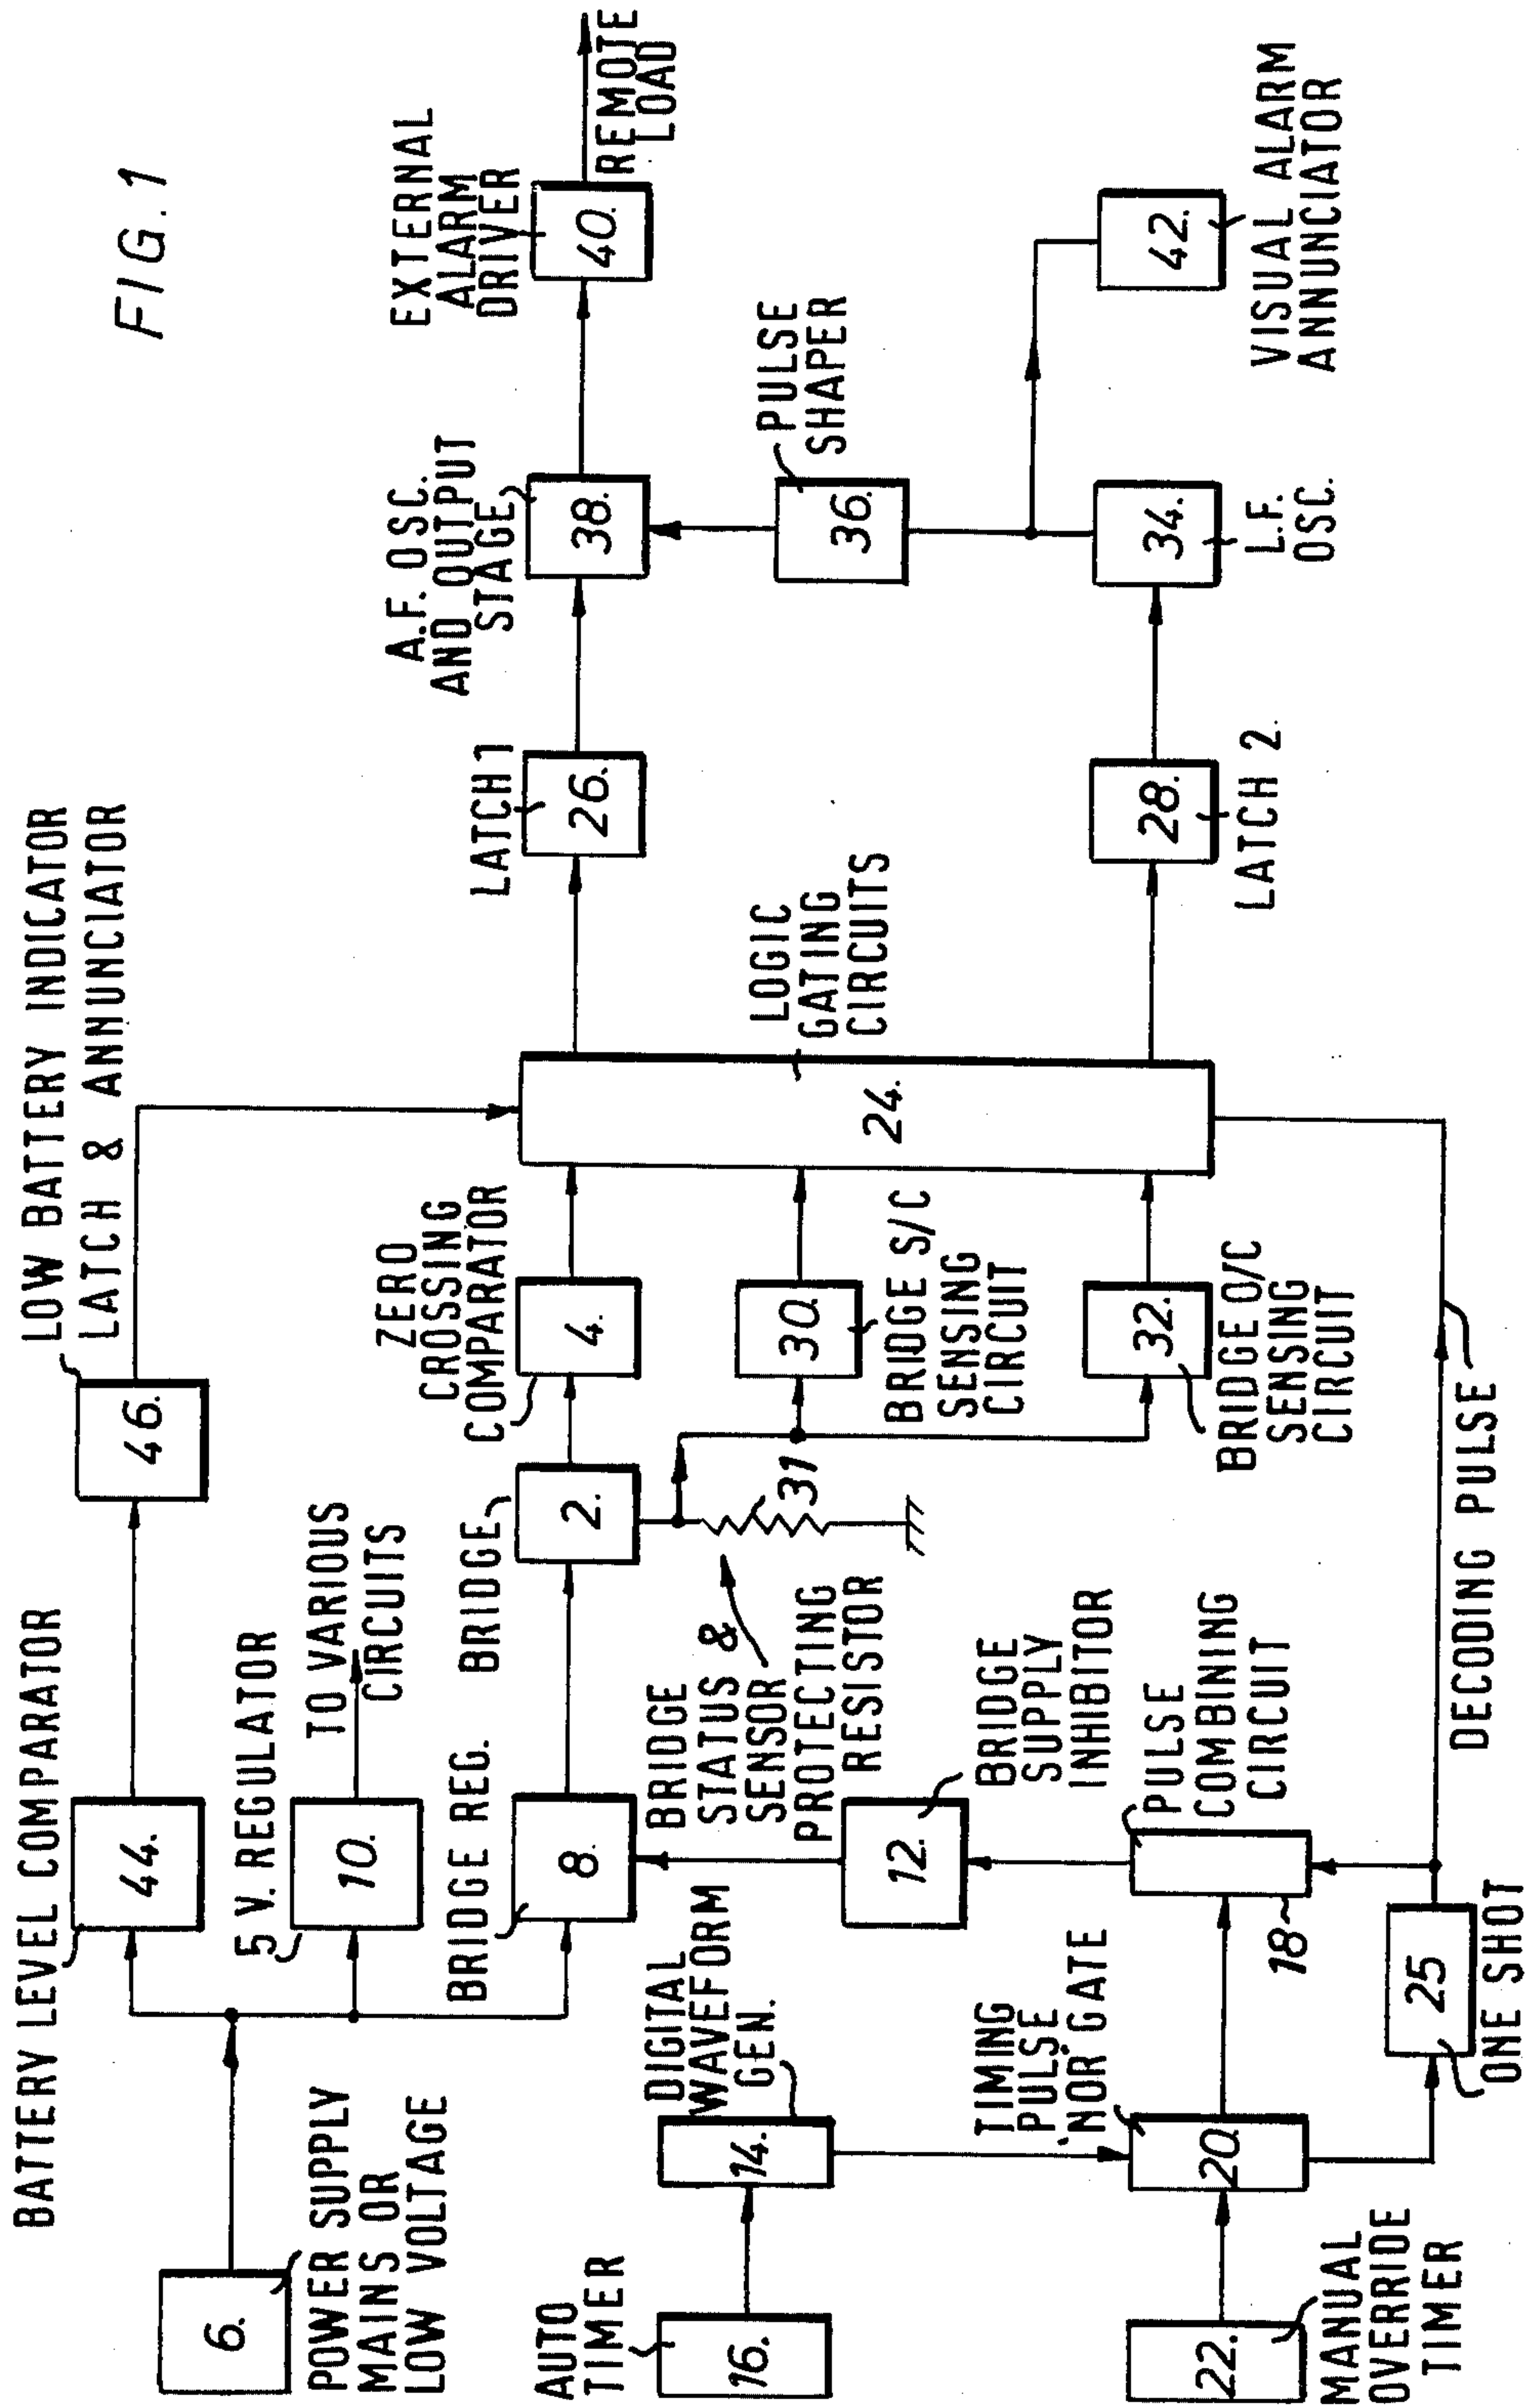 FIG. 1
BATTERY LEVEL COMPARATOR
44.
LOW BATTERY INDICATOR
LATCH & ANNUNCIATOR
46.
6.
POWER SUPPLY
MAINS OR
LOW VOLTAGE
5 V. REGULATOR
10.
TO VARIOUS
CIRCUITS
BRIDGE REG.
8.
BRIDGE
2.
ZERO
CROSSING
COMPARATOR
4.
LATCH 1
26.
A.F. OSC.
AND OUTPUT
STAGE
38.
EXTERNAL
ALARM
DRIVER
40.
REMOTE
LOAD
BRIDGE
STATUS &
SENSOR
PROTECTING
RESISTOR
31
30.
BRIDGE S/C
SENSING
CIRCUIT
LOGIC
GATING
CIRCUITS
24.
PULSE
SHAPER
36.
AUTO
TIMER
16.
DIGITAL
WAVEFORM
GEN.
14.
12.
BRIDGE
SUPPLY
INHIBITOR
32.
BRIDGE O/C
SENSING
CIRCUIT
28.
LATCH 2
34.
L.F.
OSC.
42.
VISUAL ALARM
ANNUNCIATOR
22.
MANUAL
OVERRIDE
TIMER
TIMING
PULSE
'NOR GATE
20.
18
PULSE
COMBINING
CIRCUIT
25
ONE SHOT
DECODING PULSE